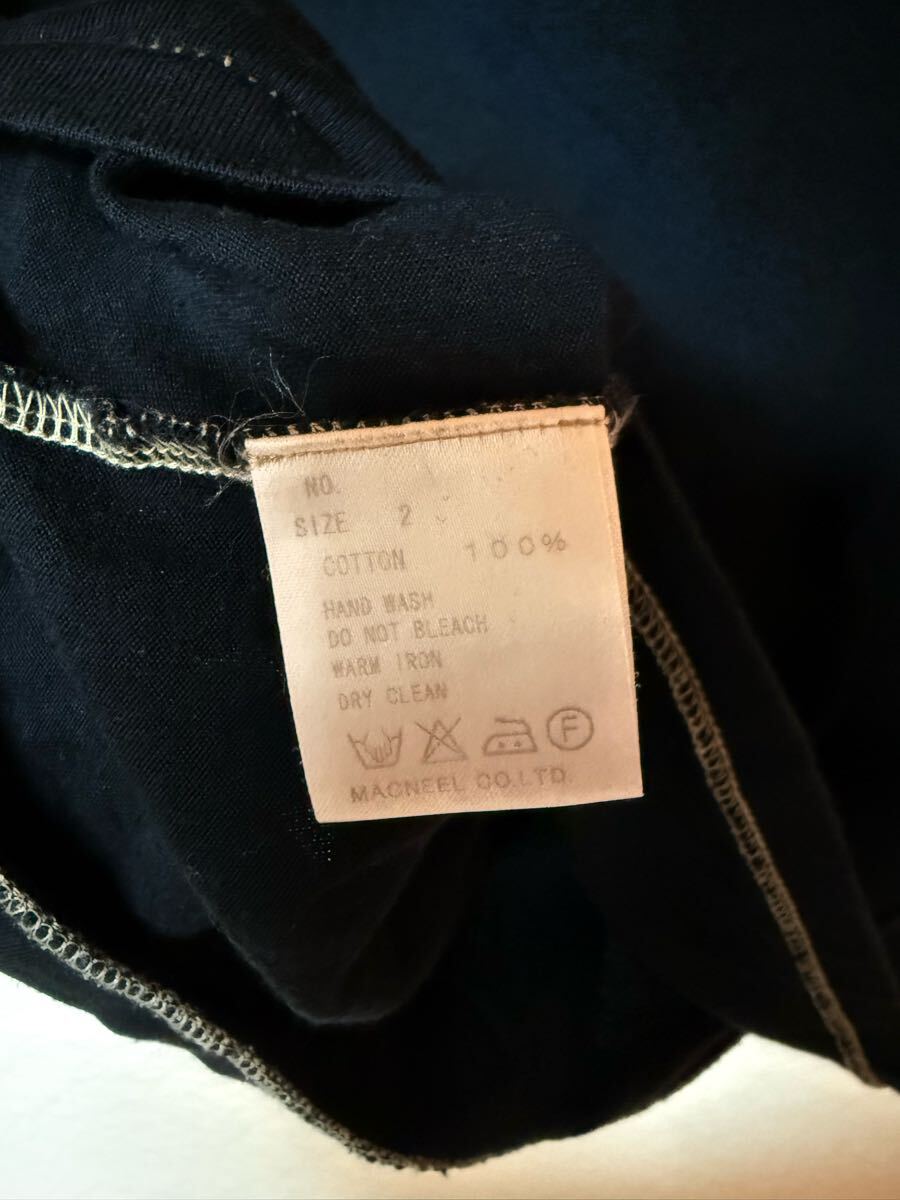 NO.
SIZE 2
COTTON 100%
HAND WASH
DO NOT BLEACH
WARM IRON
DRY CLEAN
F
MACNEEL CO.LTD.